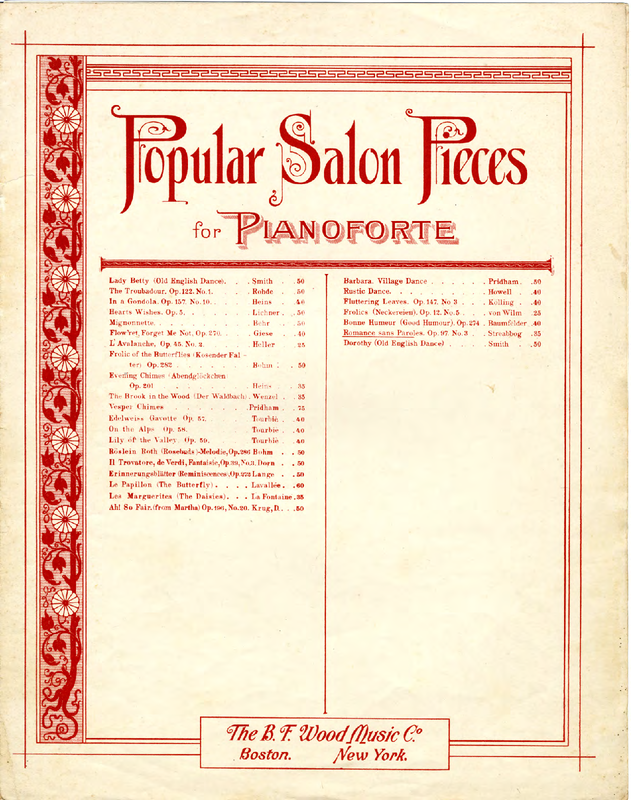 Popular Salon Pieces
for PIANOFORTE
Lady Betty (Old English Dance). . . Smith . . .50
The Troubadour. Op. 122. No. 1. . . Rohde . . .50
In a Gondola. Op. 157. No. 10. . . Heins . . .40
Hearts Wishes. Op. 5. . . . Lichner . .50
Mignonnette. . . . . . Bohr . . .50
Flow'ret, Forget Me Not, Op. 270. . Giese . . .40
L'Avalanche, Op. 45. No. 2. . Heller . . .25
Frolic of the Butterflies (Kosender Fal-
ter) Op. 282 . . . . . Bohm . . .50
Evening Chimes (Abendglöckchen
Op. 201 . . . . . Heins . . .35
The Brook in the Wood (Der Waldbach). Wenzel . . .35
Vesper Chimes . . . . . Pridham . . .75
Edelweiss Gavotte Op. 57. . . Tourbié . . .40
On the Alps Op. 58. . . Tourbié . . .40
Lily of the Valley. Op. 59. . . Tourbié . . .40
Röslein Roth (Rosebuds)-Melodie, Op. 286 Bohm . . .50
Il Trovatore, de Verdi, Fantaisie, Op. 39, No. 3. Dorn . . .50
Erinnerungsblätter (Reminiscences), Op. 272 Lange . . .50
Le Papillon (The Butterfly). . . . Lavallée. . .60
Les Marguerites (The Daisies). . . La Fontaine .35
Ah! So Fair. (from Martha) Op. 196, No. 20. Krug, D. . . .50
Barbara. Village Dance . . . . . . Pridham. .50
Rustic Dance. . . . . . Howell . .40
Fluttering Leaves. Op. 147. No 3 . . . Kölling . .40
Frolics (Neckereien). Op. 12. No. 5 . . . von Wilm .25
Bonne Humeur (Good Humour). Op. 274 . Baumfelder .40
Romance sans Paroles. Op. 97. No. 3 . . Streabbog .35
Dorothy (Old English Dance) . . . . Smith . .50
The B. F. Wood Music Co
Boston. New York.